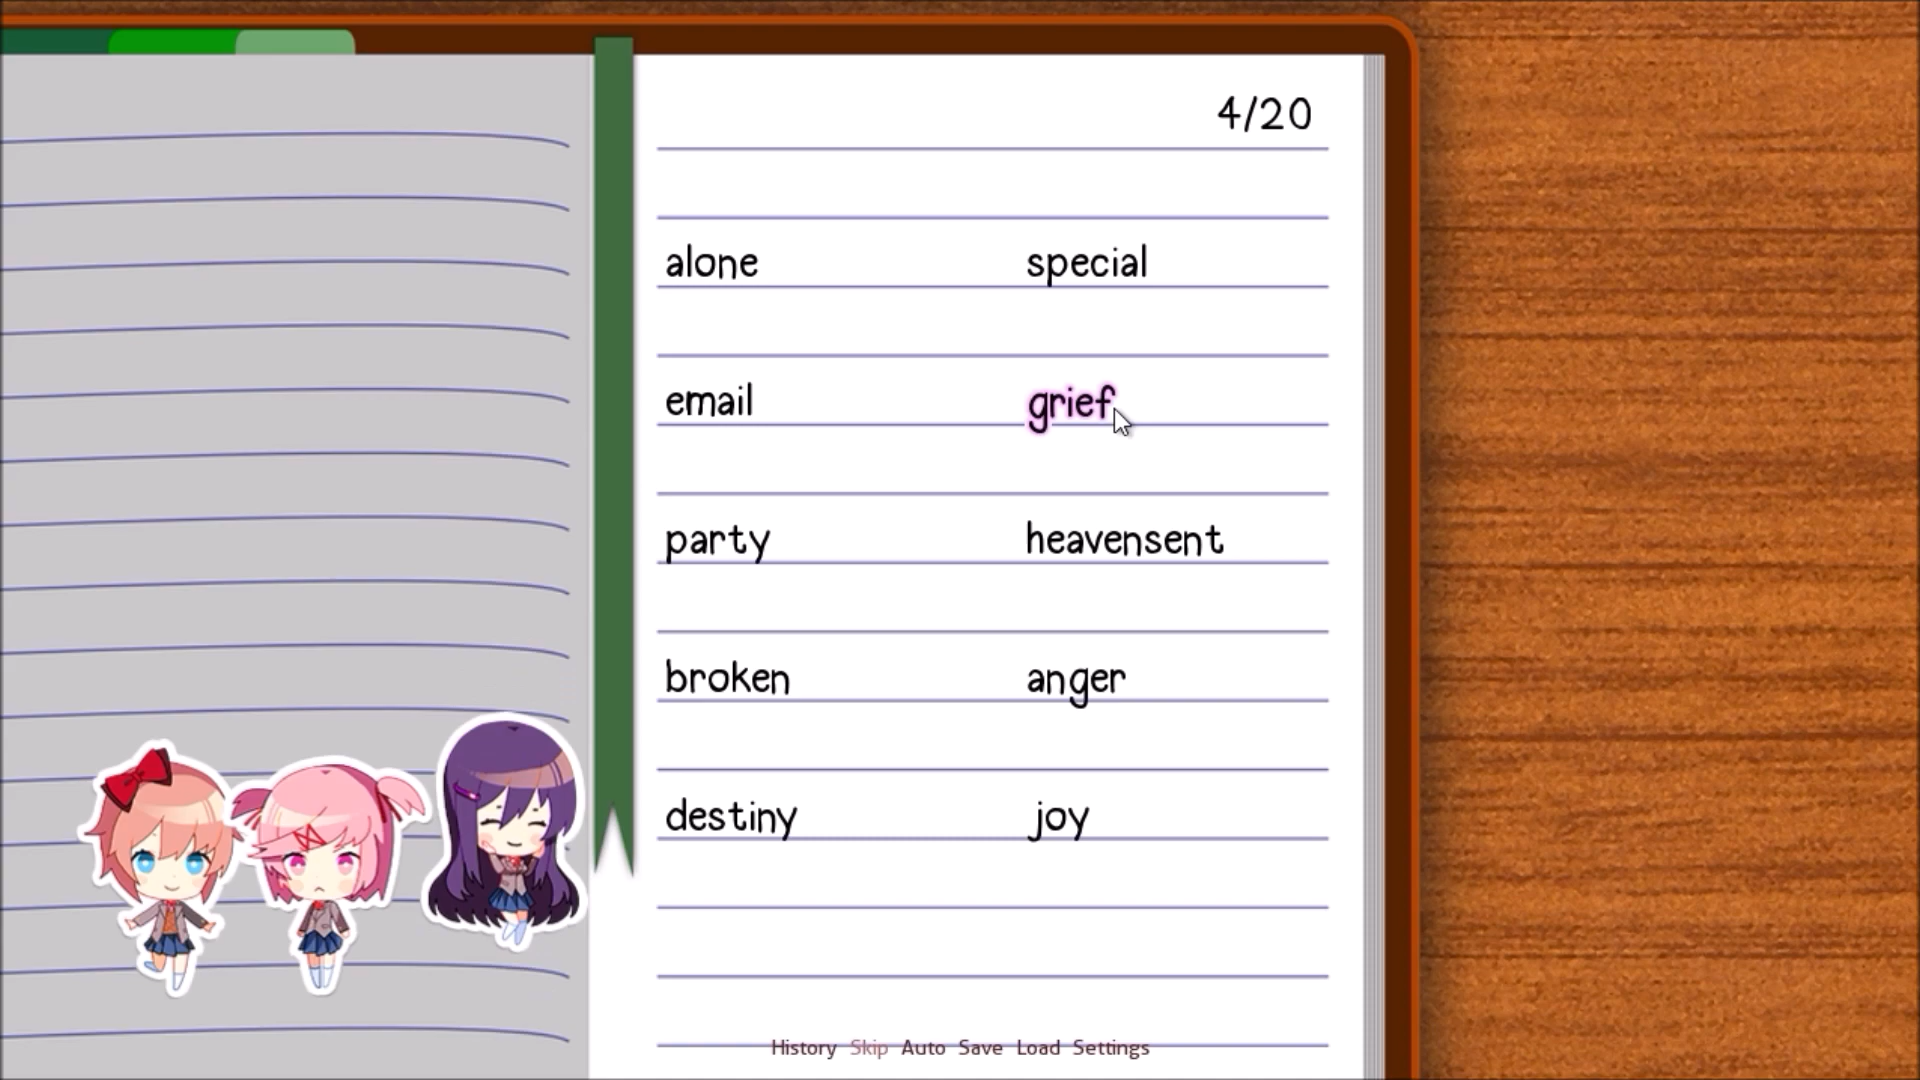 4/20
alone special
email grief
party heavensent
broken anger
destiny joy
History Skip Auto Save Load Settings